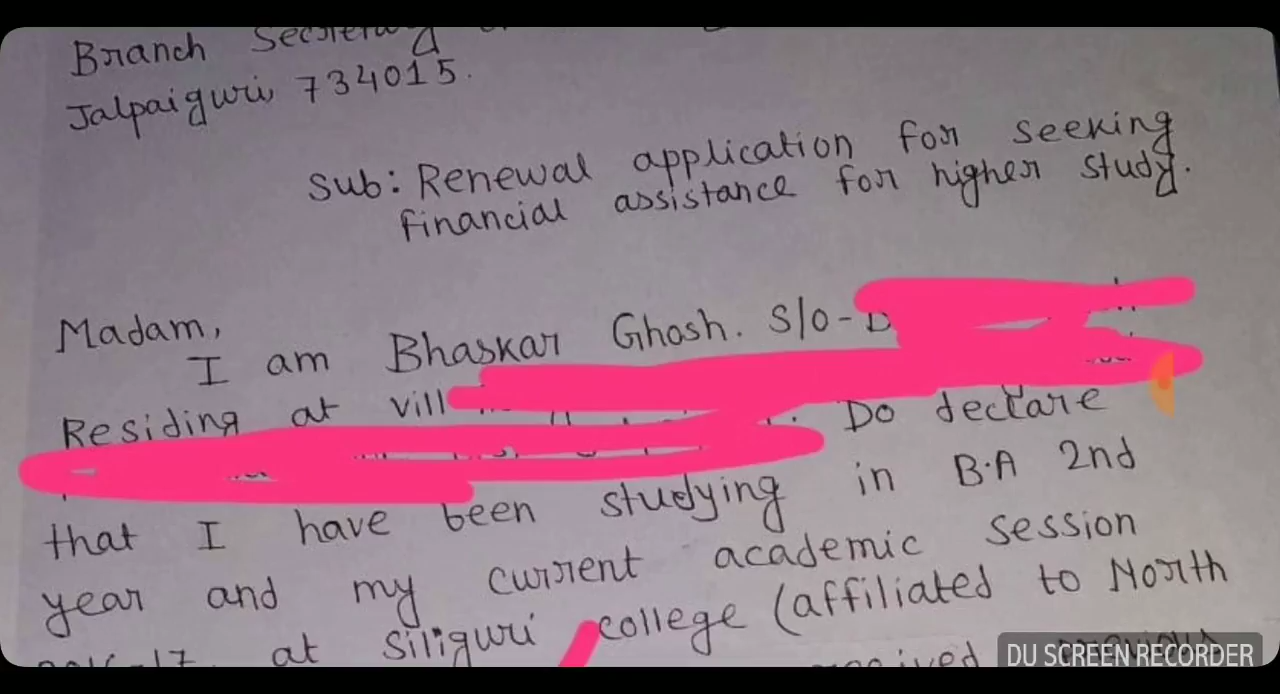 Branch
Jalpaiguri, 734015.
Sub: Renewal application for seeking
financial assistance for higher study.
Madam,
I am Bhaskar Ghosh. S/O-D
Residing at vill
Do declare
that I have been studying in B.A 2nd
year and my current academic session
at siliguri college (affiliated to North
previous
DU SCREEN RECORDER